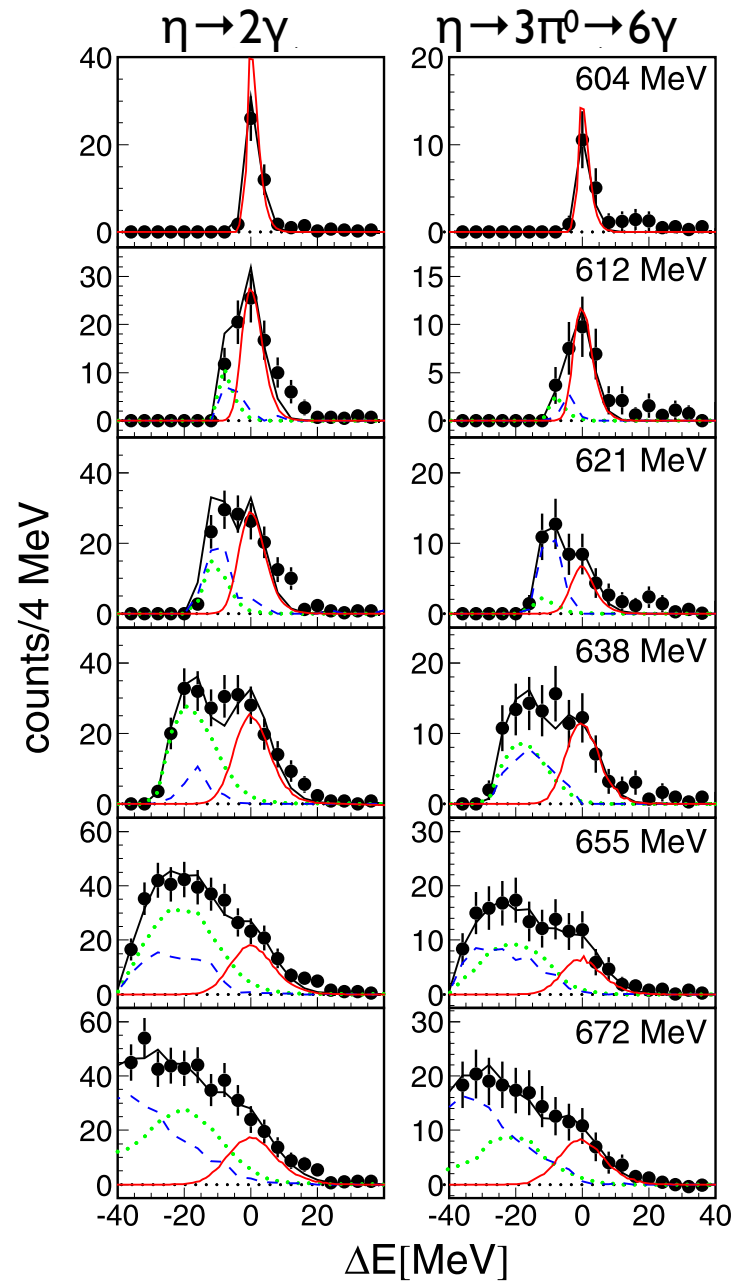 η→2γ η→3π⁰→6γ
40 20 604 MeV
20 10
0 0
30 15 612 MeV
20 10
10 5
0 0
40 20 621 MeV
20 10
0 0
40 20 638 MeV
20 10
0 0
60 30 655 MeV
40 20
20 10
0 0
60 30 672 MeV
40 20
20 10
0 0
-40 -20 0 20 -40 -20 0 20 40
counts/4 MeV
ΔE[MeV]